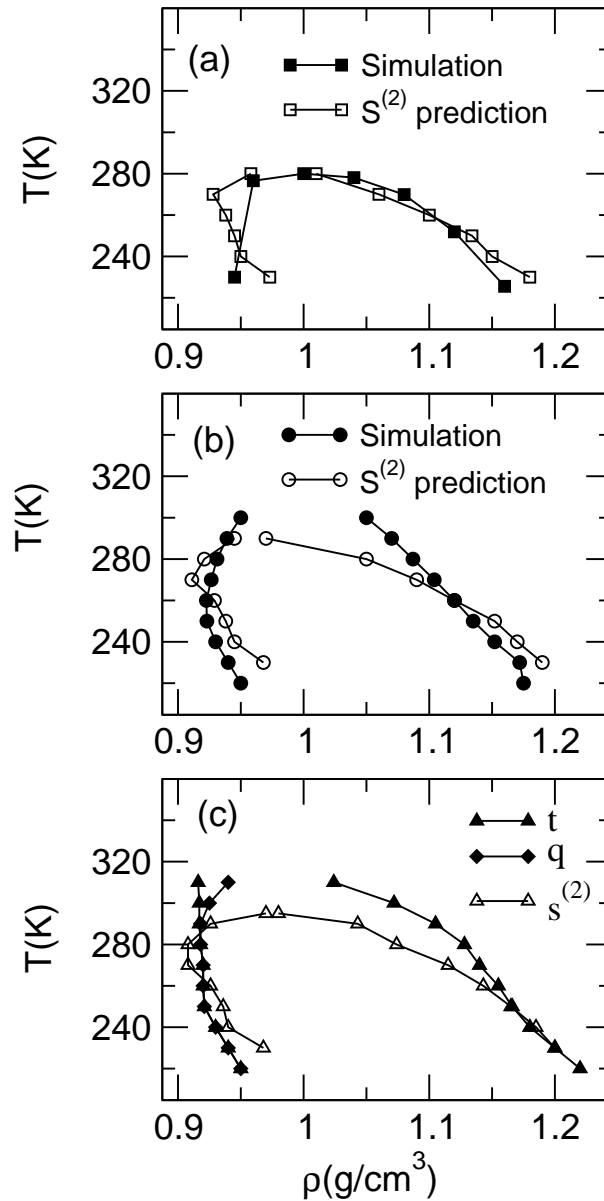 (a)
Simulation
S^(2) prediction
T(K)
320
280
240
0.9 1 1.1 1.2
(b)
Simulation
S^(2) prediction
T(K)
320
280
240
0.9 1 1.1 1.2
(c)
t
q
s^(2)
T(K)
320
280
240
0.9 1 1.1 1.2
ρ(g/cm³)